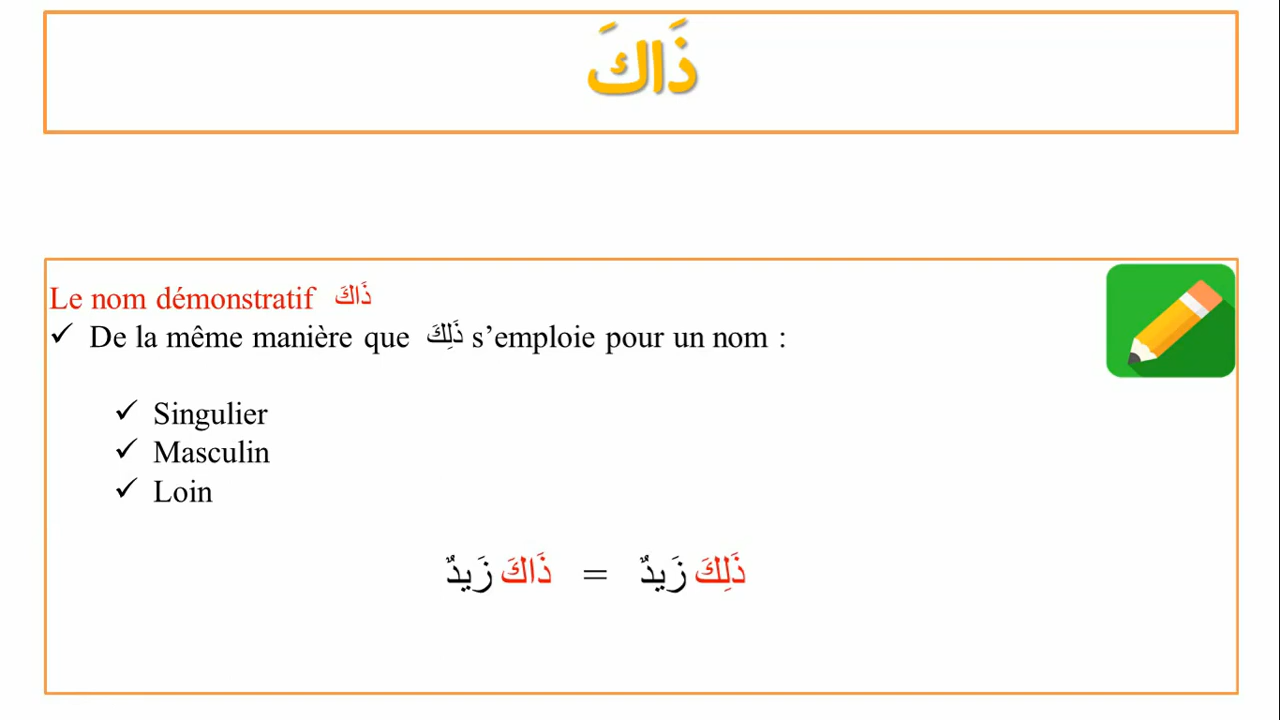 ذَاكَ
Le nom démonstratif ذَاكَ
✓ De la même manière que ذَلِكَ s’emploie pour un nom :
✓ Singulier
✓ Masculin
✓ Loin
ذَلِكَ زَيدٌ = ذَاكَ زَيدٌ